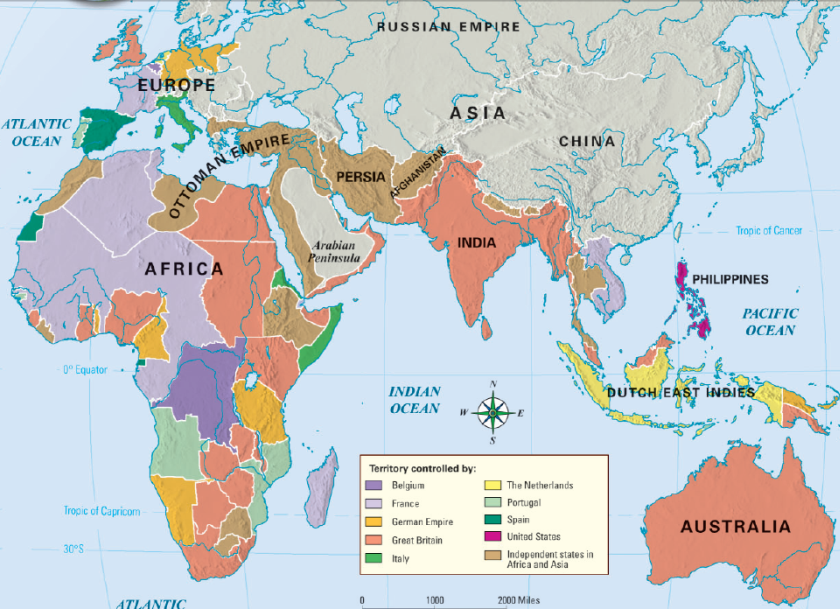 RUSSIAN EMPIRE
EUROPE
ASIA
ATLANTIC
OCEAN
CHINA
OTTOMAN EMPIRE
PERSIA
AFGHANISTAN
Tropic of Cancer
Arabian
Peninsula
INDIA
AFRICA
PHILIPPINES
PACIFIC
OCEAN
0° Equator
INDIAN
OCEAN
N
W
E
S
DUTCH EAST INDIES
Territory controlled by:
Belgium
France
German Empire
Great Britain
Italy
The Netherlands
Portugal
Spain
United States
Independent states in
Africa and Asia
Tropic of Capricorn
AUSTRALIA
30°S
ATLANTIC
0
1000
2000 Miles